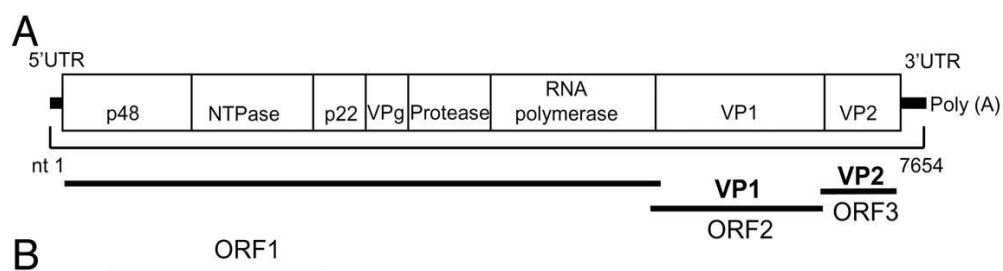 A
5'UTR
3'UTR
p48 NTPase p22 VPg Protease RNA polymerase VP1 VP2
Poly (A)
nt 1
7654
VP1
VP2
ORF2
ORF3
B
ORF1